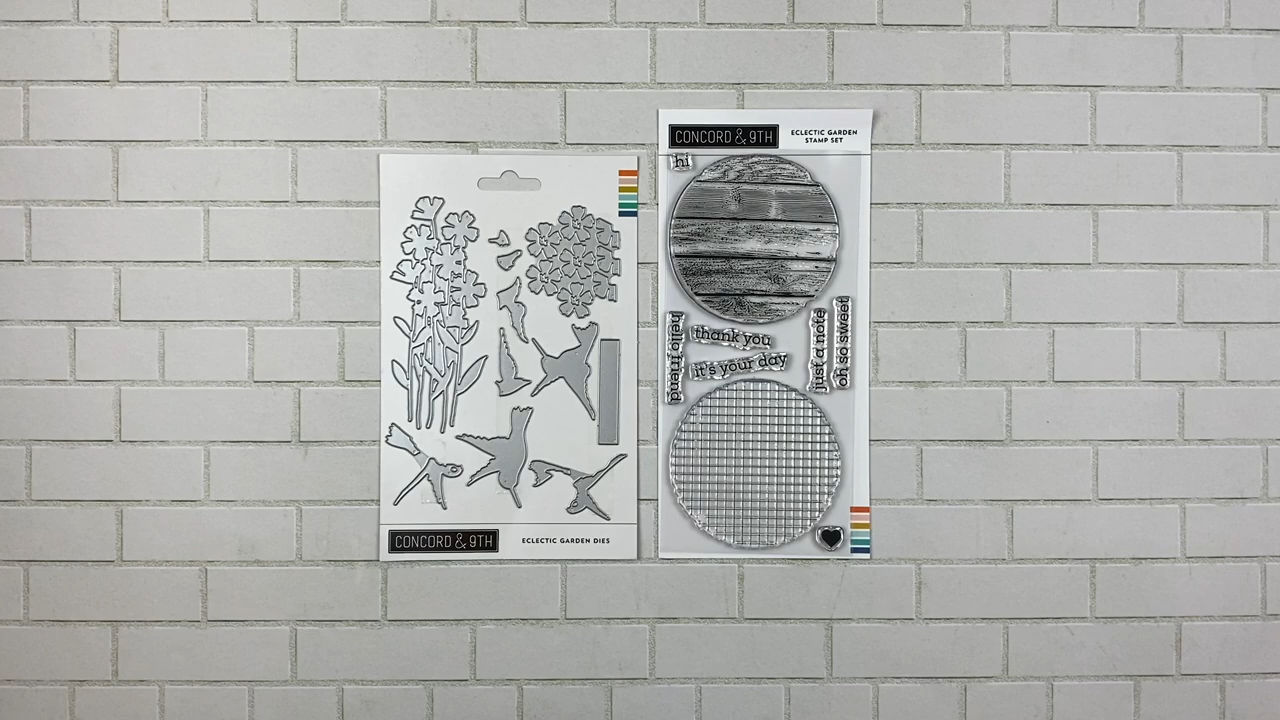 CONCORD & 9TH
ECLECTIC GARDEN DIES
CONCORD & 9TH
ECLECTIC GARDEN
STAMP SET
hi
hello friend
thank you
it's your day
just a note
oh so sweet